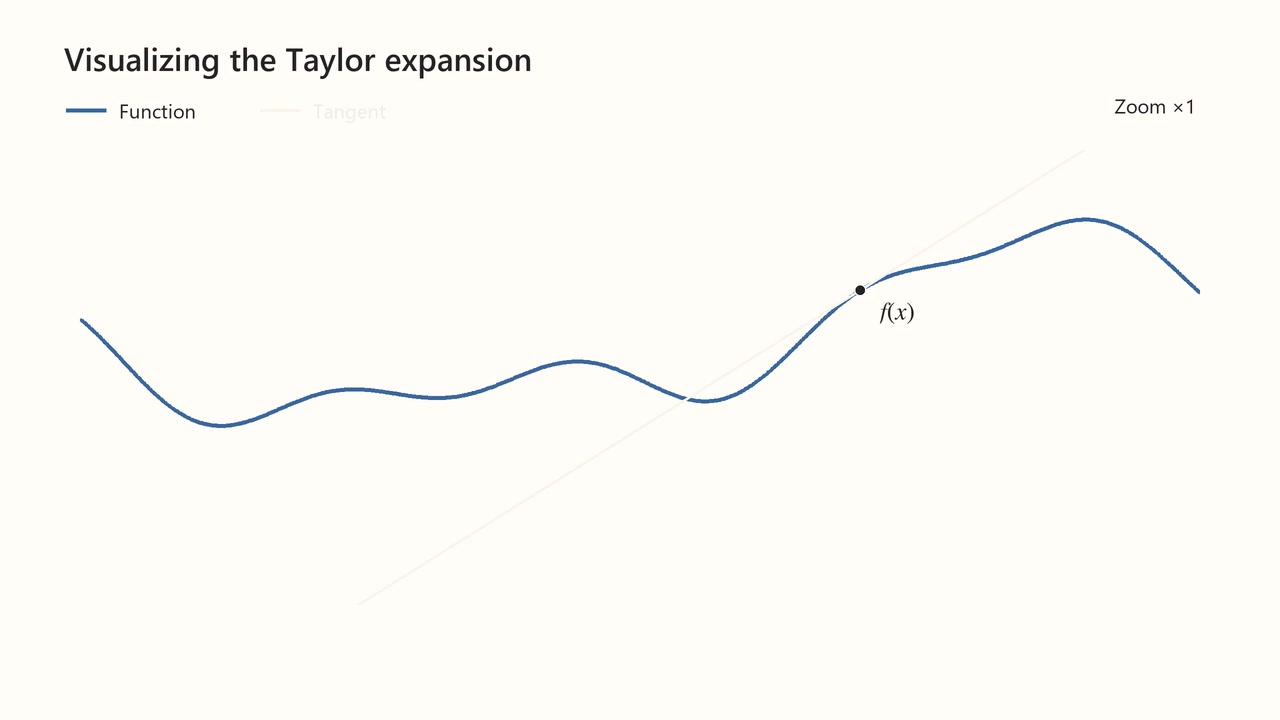 Visualizing the Taylor expansion
Function Tangent
Zoom ×1
f(x)